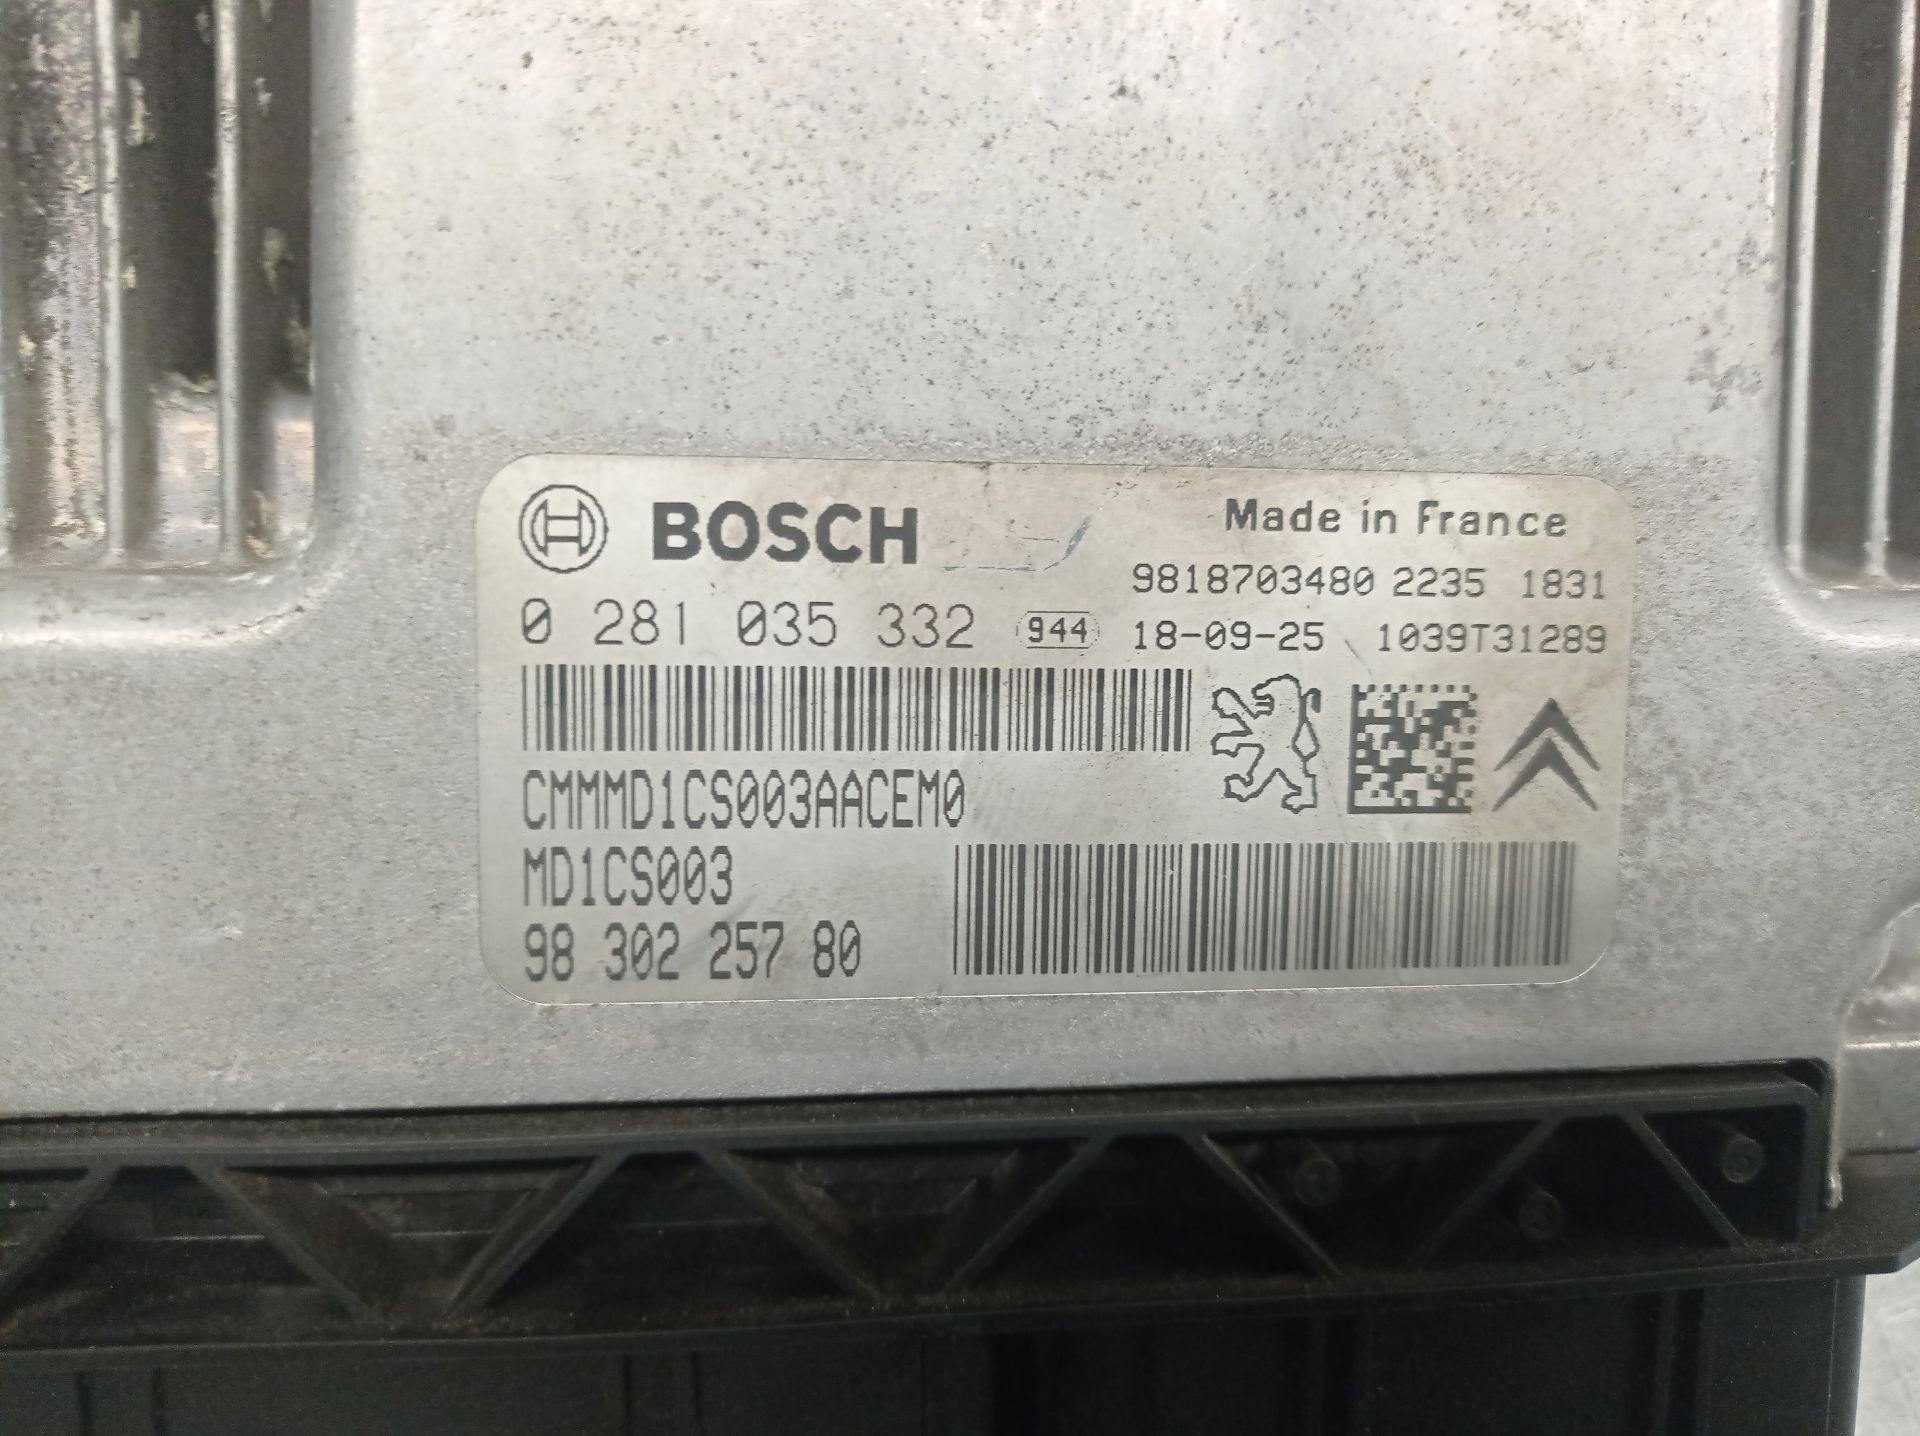 BOSCH
Made in France
9818703480 2235 1831
0 281 035 332 944 18-09-25 1039T31289
CMMMD1CS003AACEM0
MD1CS003
98 302 257 80